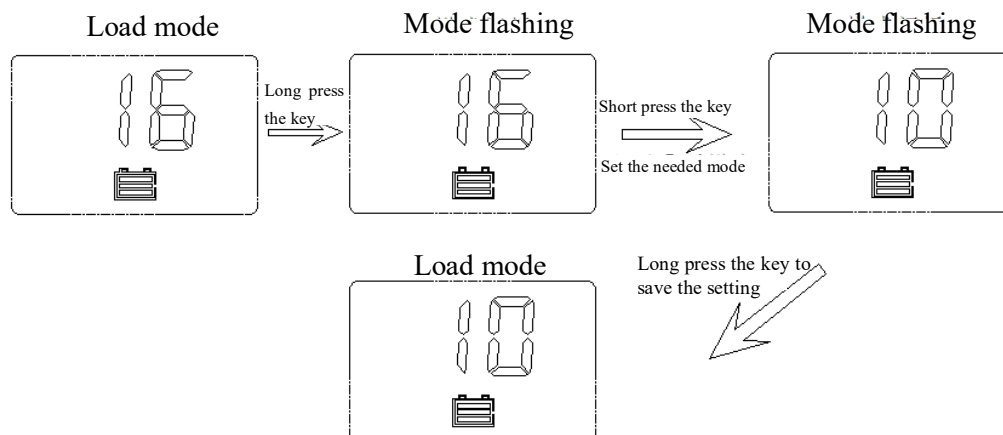 Load mode
Mode flashing
Mode flashing
16
Long press
the key
16
Short press the key
Set the needed mode
10
Load mode
Long press the key to
save the setting
10